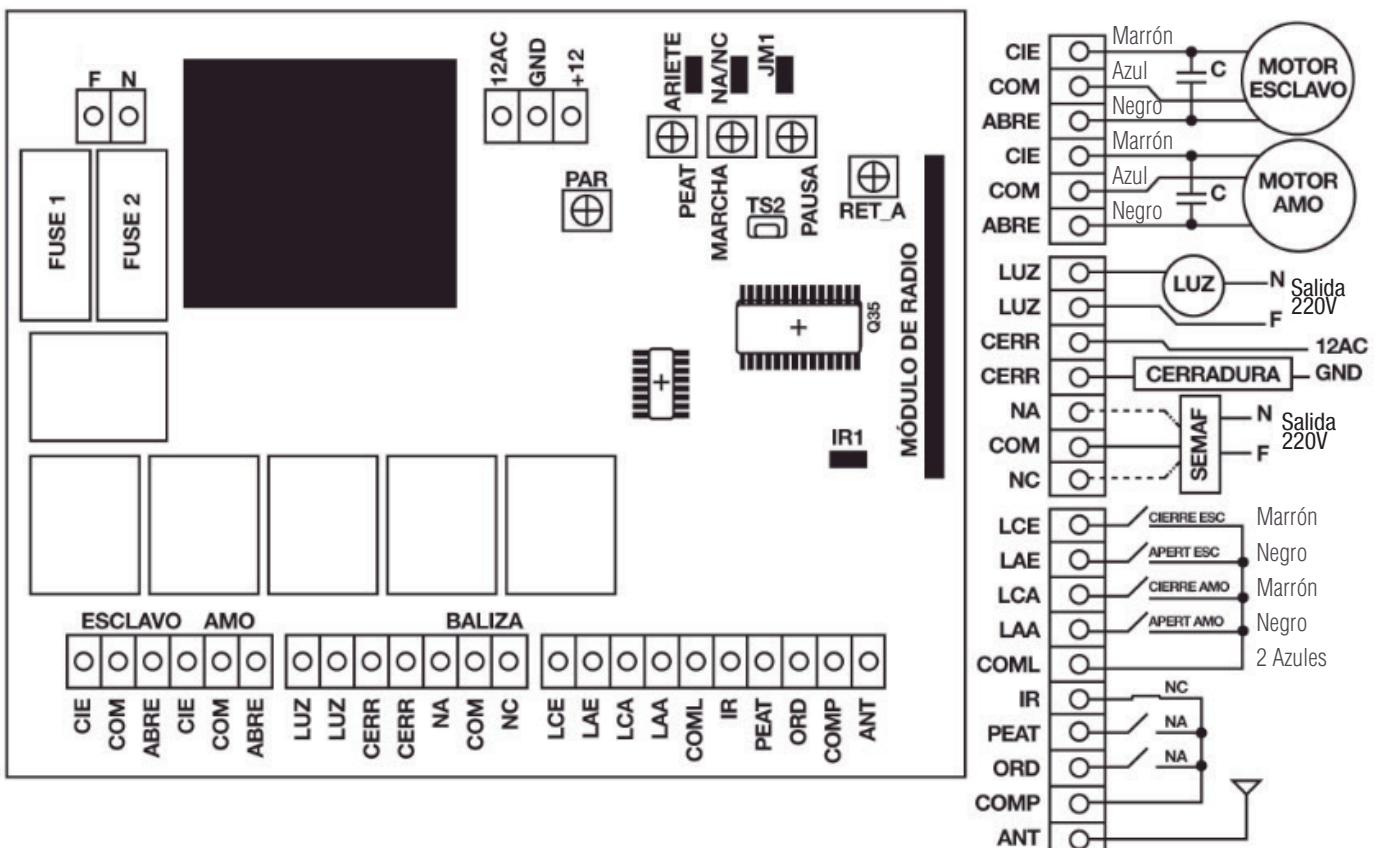 F N
FUSE 1
FUSE 2
12AC
GND
+12
PAR
ARIETE
NA/NC
JM1
PEAT
MARCHA
PAUSA
TS2
RET_A
Q35
MÓDULO DE RADIO
IR1
ESCLAVO AMO
BALIZA
CIE
COM
ABRE
CIE
COM
ABRE
LUZ
LUZ
CERR
CERR
NA
COM
NC
LCE
LAE
LCA
LAA
COML
IR
PEAT
ORD
COMP
ANT
CIE Marrón
COM Azul
ABRE Negro
C
MOTOR
ESCLAVO
CIE Marrón
COM Azul
ABRE Negro
C
MOTOR
AMO
LUZ LUZ N
LUZ F
Salida
220V
CERR 12AC
CERR CERRADURA GND
NA N
COM SEMAF F
NC
Salida
220V
LCE CIERRE ESC Marrón
LAE APERT ESC Negro
LCA CIERRE AMO Marrón
LAA APERT AMO Negro
COML 2 Azules
IR NC
PEAT NA
ORD NA
COMP
ANT